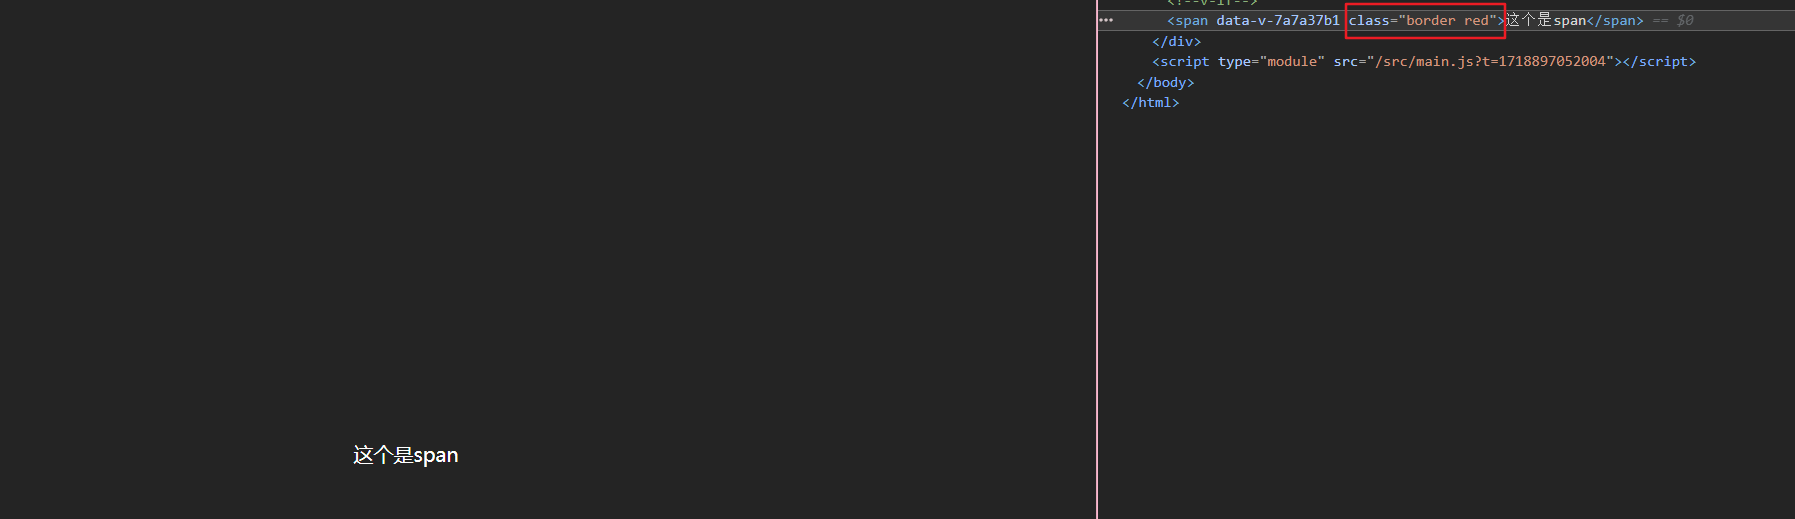 <!--v-if-->
<span data-v-7a7a37b1 class="border red">这个是span</span> == $0
</div>
<script type="module" src="/src/main.js?t=1718897052004"></script>
</body>
</html>
这个是span